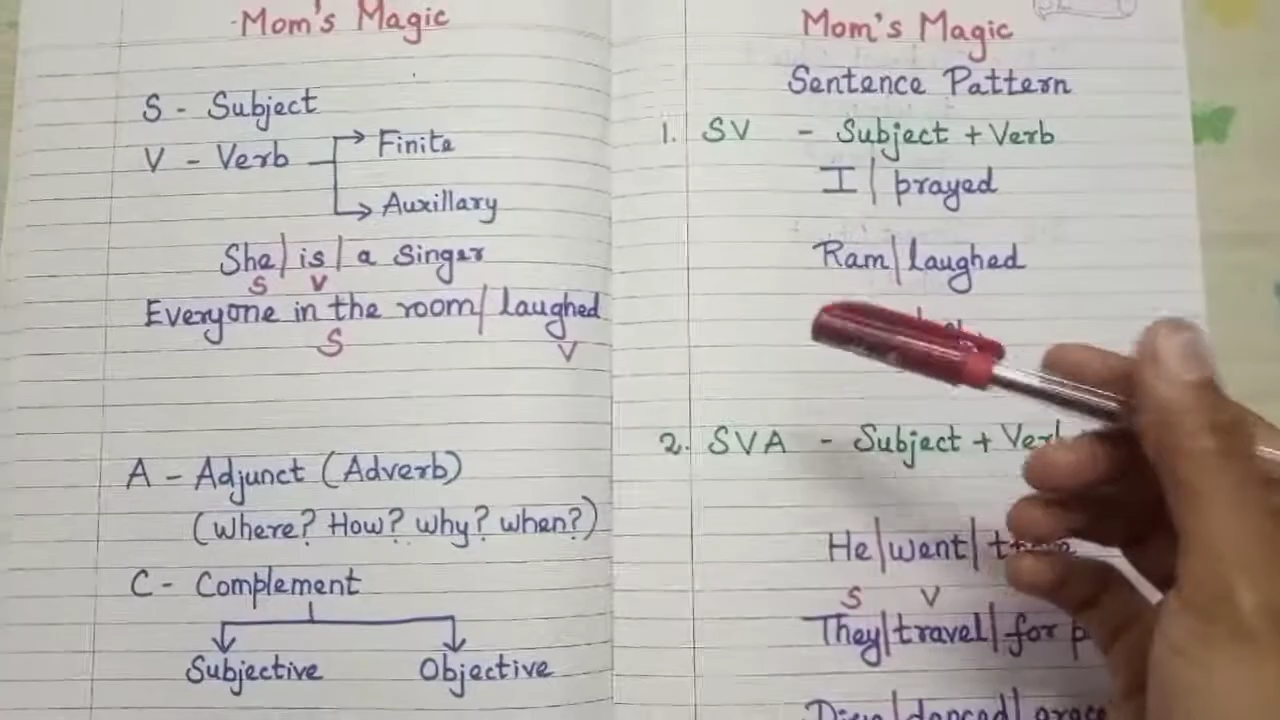 Mom's Magic
S - Subject
V - Verb
Finite
Auxillary
She| is| a singer
S V
Everyone in the room| laughed
S V
A - Adjunct (Adverb)
(Where? How? why? when?)
C - Complement
Subjective Objective
Mom's Magic
Sentence Pattern
1. SV - Subject + Verb
I| prayed
Ram| laughed
2. SVA - Subject + Verb
He| went|
S V
They| travel| for
danced|